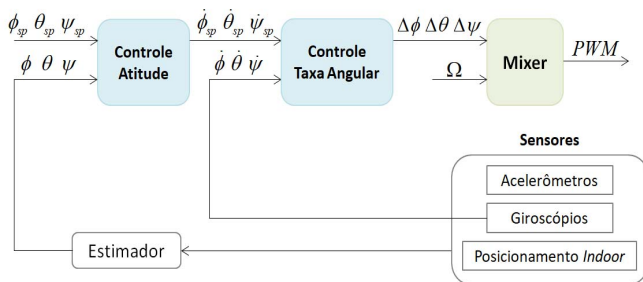 ϕ_sp θ_sp ψ_sp
ϕ θ ψ
Controle
Atitude
ϕ̇_sp θ̇_sp ψ̇_sp
ϕ̇ θ̇ ψ̇
Controle
Taxa Angular
Δϕ Δθ Δψ
Ω
Mixer
PWM
Sensores
Acelerômetros
Giroscópios
Posicionamento Indoor
Estimador